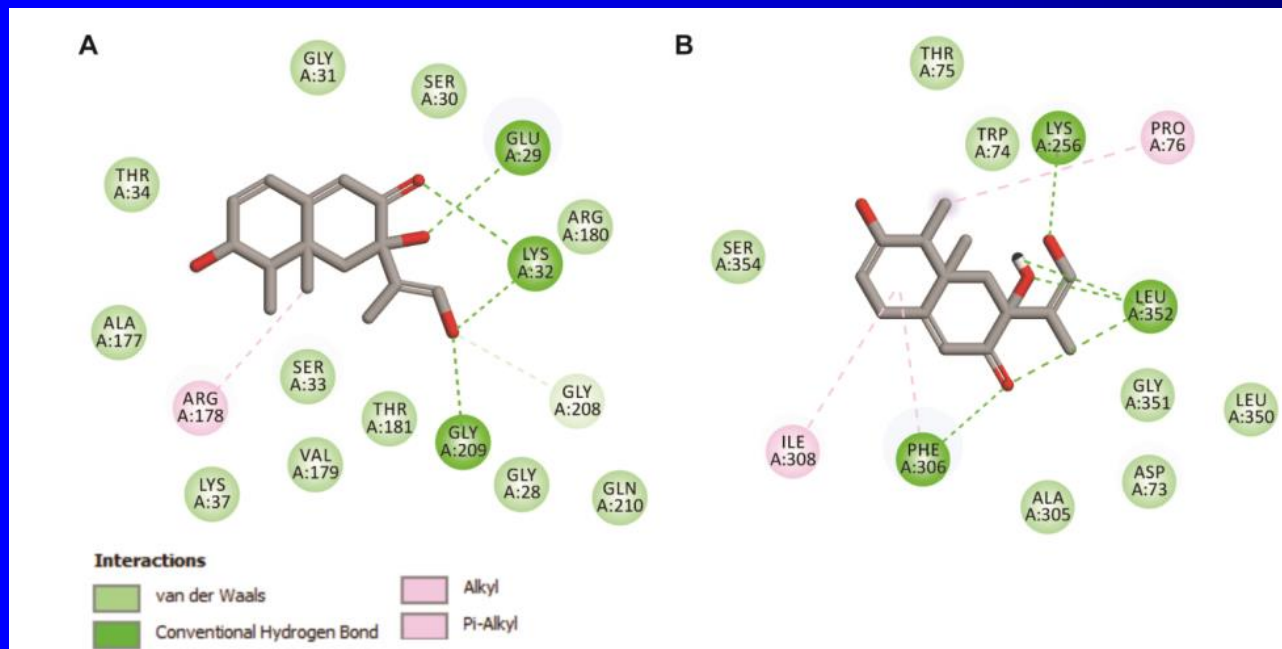 A
GLY
A:31
SER
A:30
GLU
A:29
THR
A:34
ARG
A:180
LYS
A:32
ALA
A:177
SER
A:33
ARG
A:178
THR
A:181
GLY
A:208
GLY
A:209
VAL
A:179
LYS
A:37
GLY
A:28
GLN
A:210
B
THR
A:75
TRP
A:74
LYS
A:256
PRO
A:76
SER
A:354
LEU
A:352
GLY
A:351
LEU
A:350
ILE
A:308
PHE
A:306
ASP
A:73
ALA
A:305
Interactions
van der Waals
Conventional Hydrogen Bond
Alkyl
Pi-Alkyl